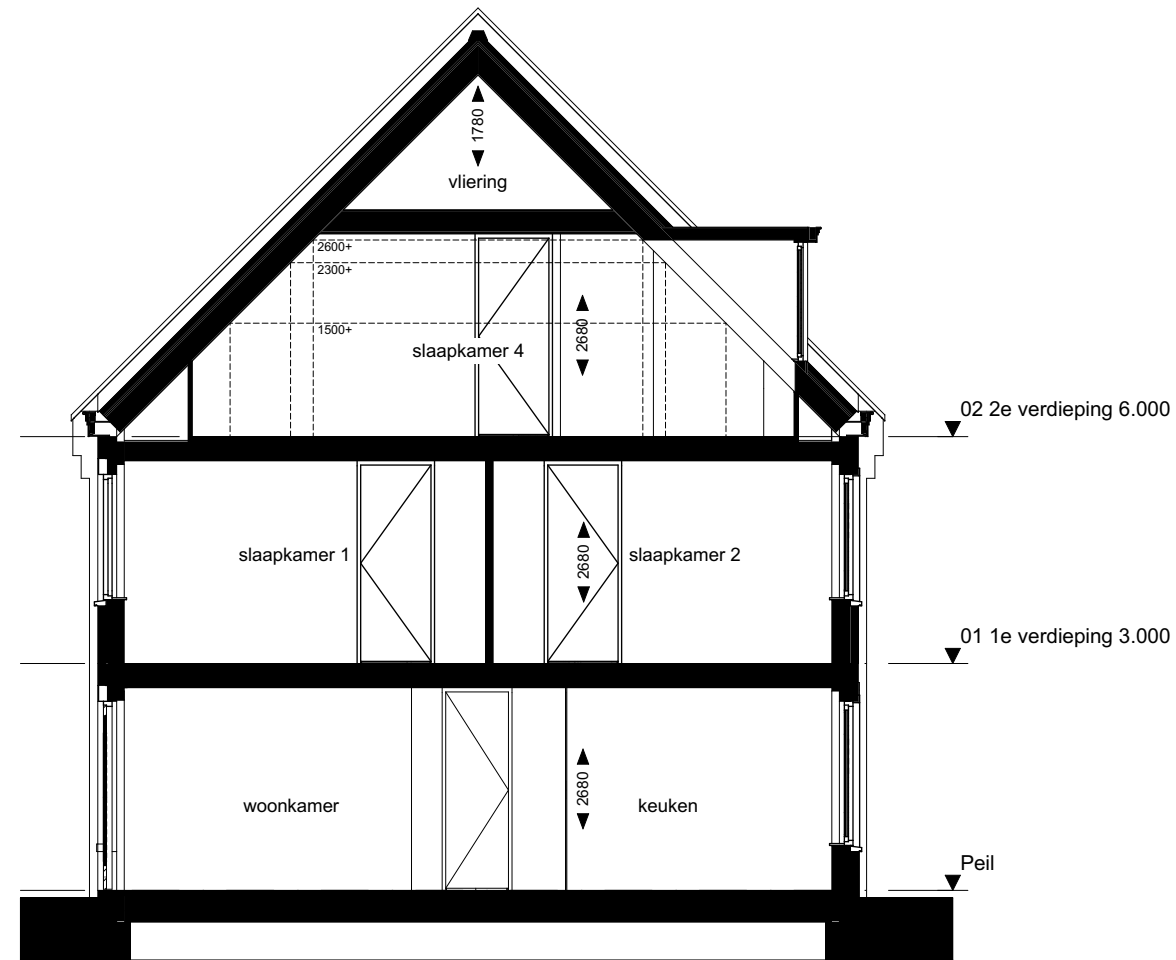 1780
vliering
2600+
2300+
1500+
slaapkamer 4
2680
02 2e verdieping 6.000
slaapkamer 1
2680
slaapkamer 2
01 1e verdieping 3.000
woonkamer
2680
keuken
Peil